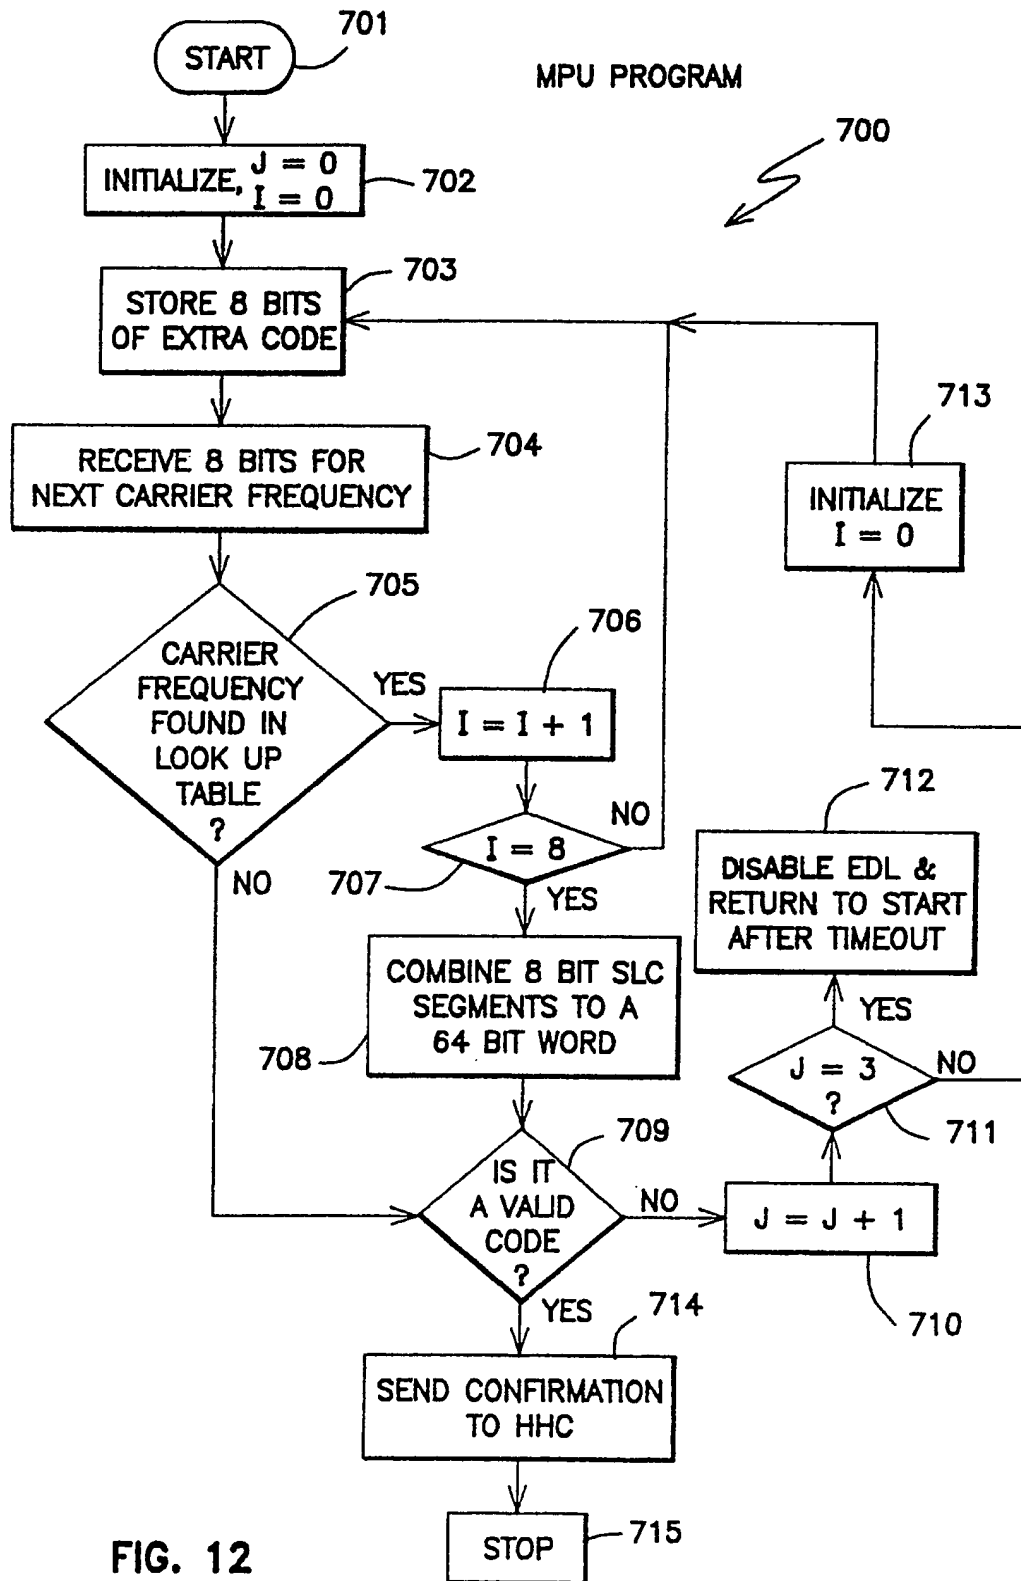 701
START
MPU PROGRAM
700
INITIALIZE,
J = 0
I = 0
702
703
STORE 8 BITS
OF EXTRA CODE
704
RECEIVE 8 BITS FOR
NEXT CARRIER FREQUENCY
713
INITIALIZE
I = 0
705
CARRIER
FREQUENCY
FOUND IN
LOOK UP
TABLE
?
YES
NO
706
I = I + 1
I = 8
707
NO
YES
712
DISABLE EDL &
RETURN TO START
AFTER TIMEOUT
COMBINE 8 BIT SLC
SEGMENTS TO A
64 BIT WORD
708
YES
J = 3
?
NO
711
709
IS IT
A VALID
CODE
?
NO
J = J + 1
710
YES
714
SEND CONFIRMATION
TO HHC
STOP
715
FIG. 12